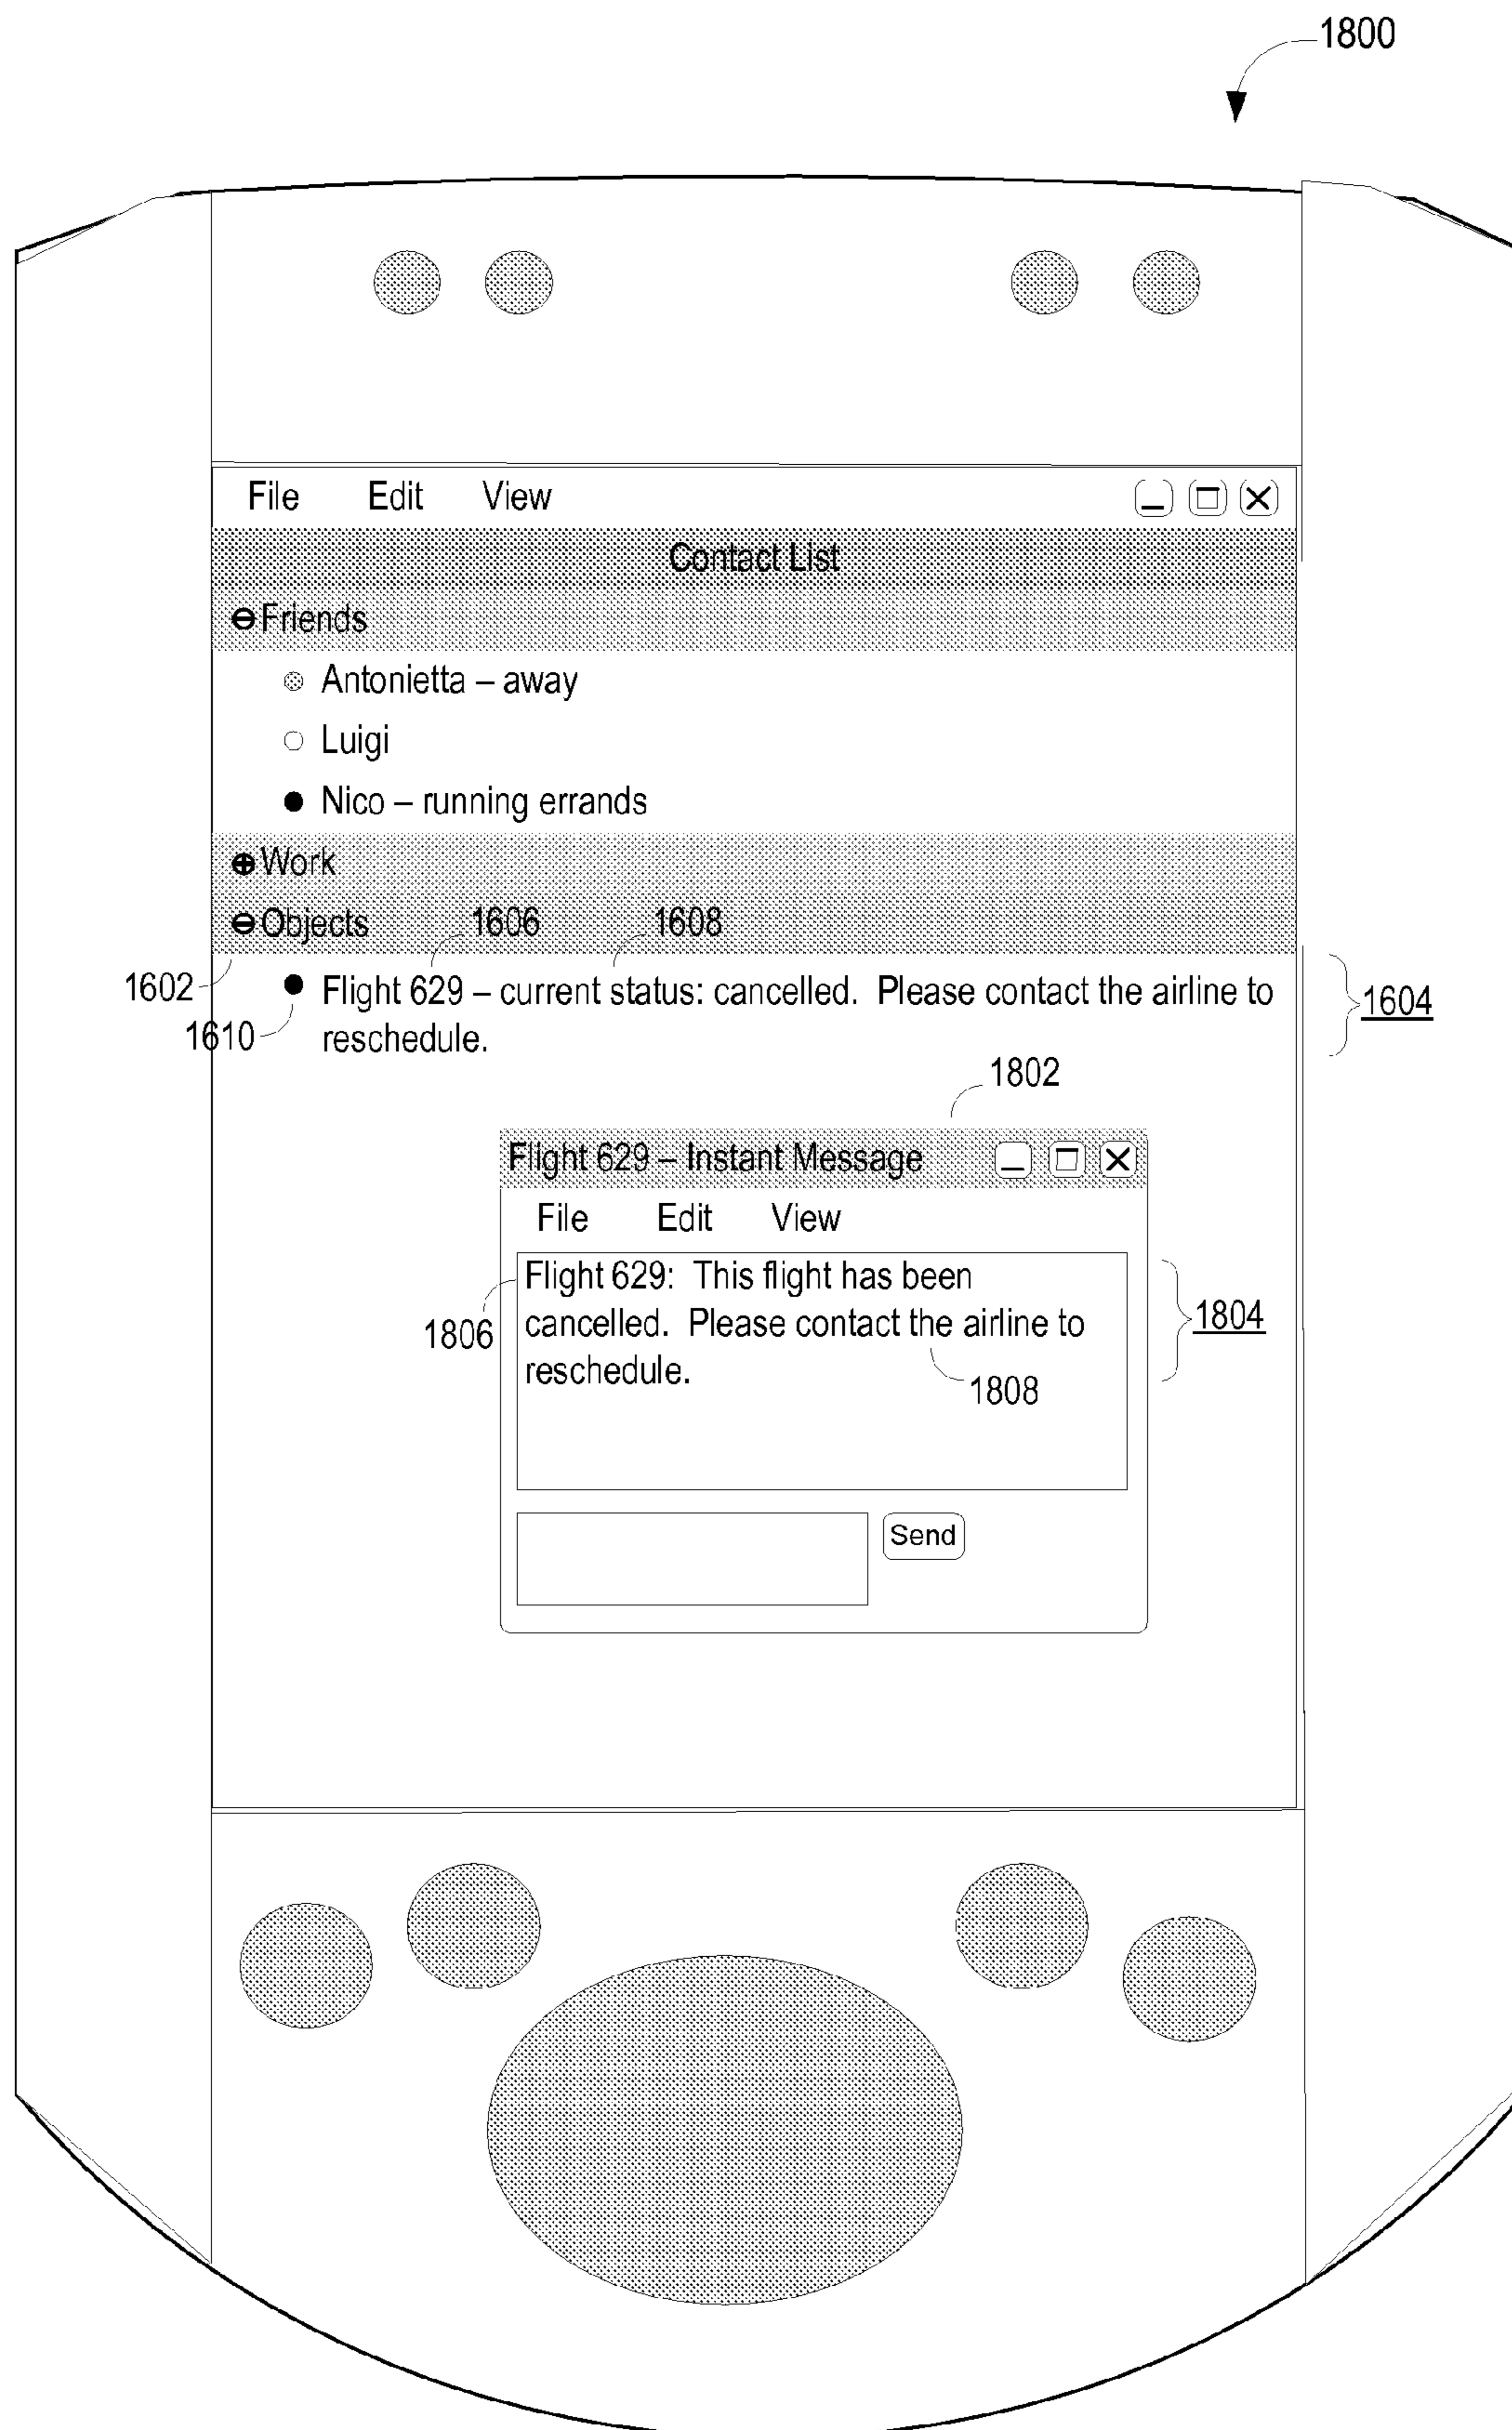 1800
File Edit View
Contact List
Friends
Antonietta – away
Luigi
Nico – running errands
Work
Objects 1606 1608
1602
Flight 629 – current status: cancelled.  Please contact the airline to
1604
1610
reschedule.
1802
Flight 629 – Instant Message
File Edit View
Flight 629:  This flight has been
1806
cancelled.  Please contact the airline to
1804
reschedule.
1808
Send